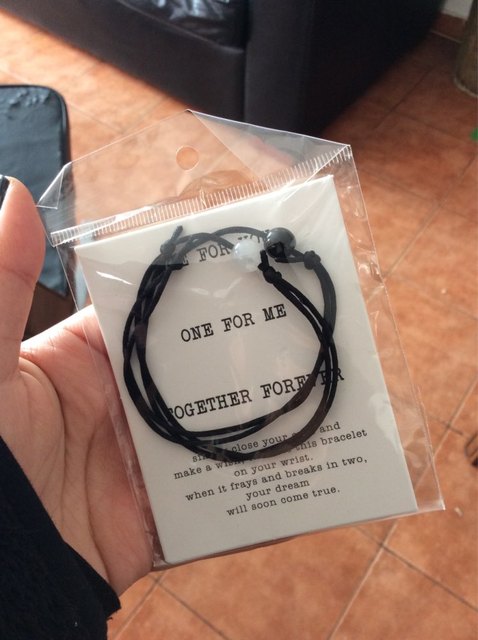 FOR YOU
ONE FOR ME
TOGETHER FOREVER
close your and
make a wish, this bracelet
on your wrist.
when it frays and breaks in two,
your dream
will soon come true.